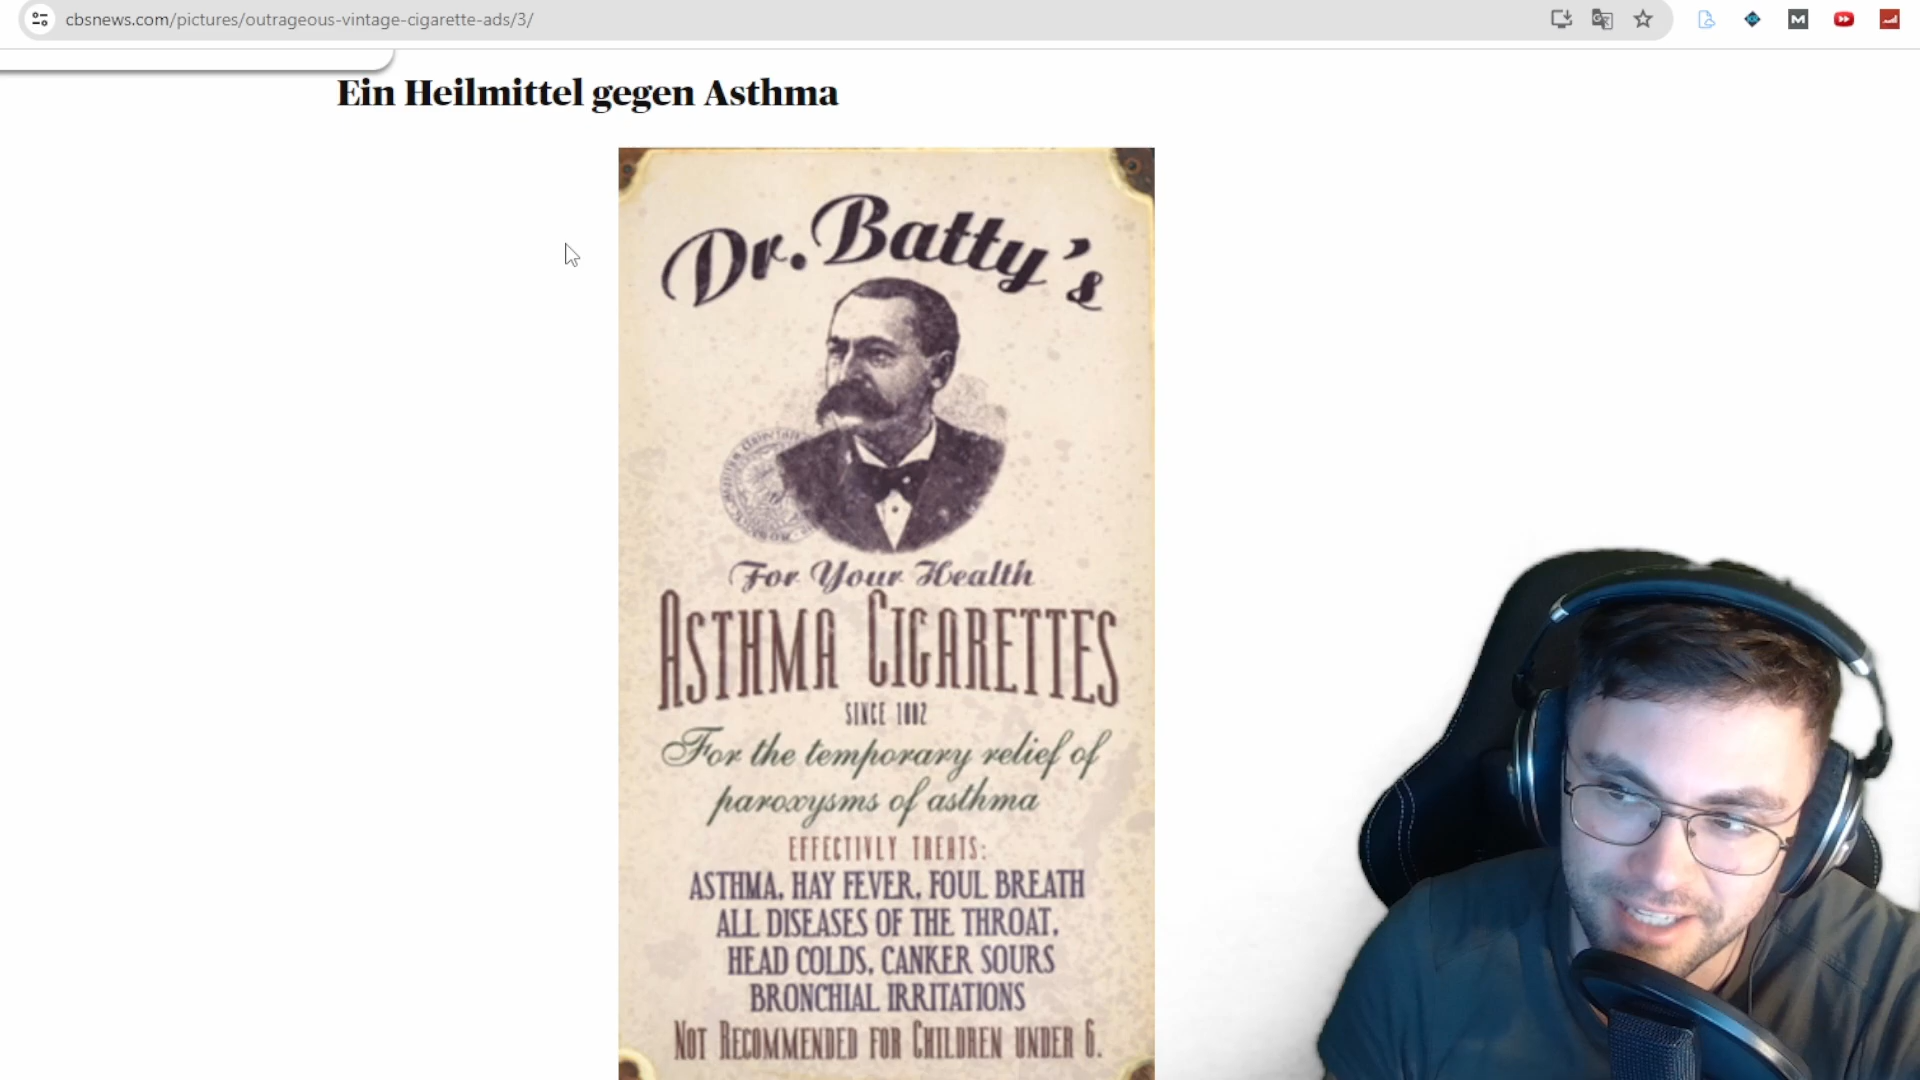 cbsnews.com/pictures/outrageous-vintage-cigarette-ads/3/
Ein Heilmittel gegen Asthma
Dr. Batty's
For Your Health
ASTHMA CIGARETTES
SINCE 1882
For the temporary relief of
paroxysms of asthma
EFFECTIVLY TREATS:
ASTHMA, HAY FEVER, FOUL BREATH
ALL DISEASES OF THE THROAT,
HEAD COLDS, CANKER SOURS
BRONCHIAL IRRITATIONS
NOT RECOMMENDED FOR CHILDREN UNDER 6.